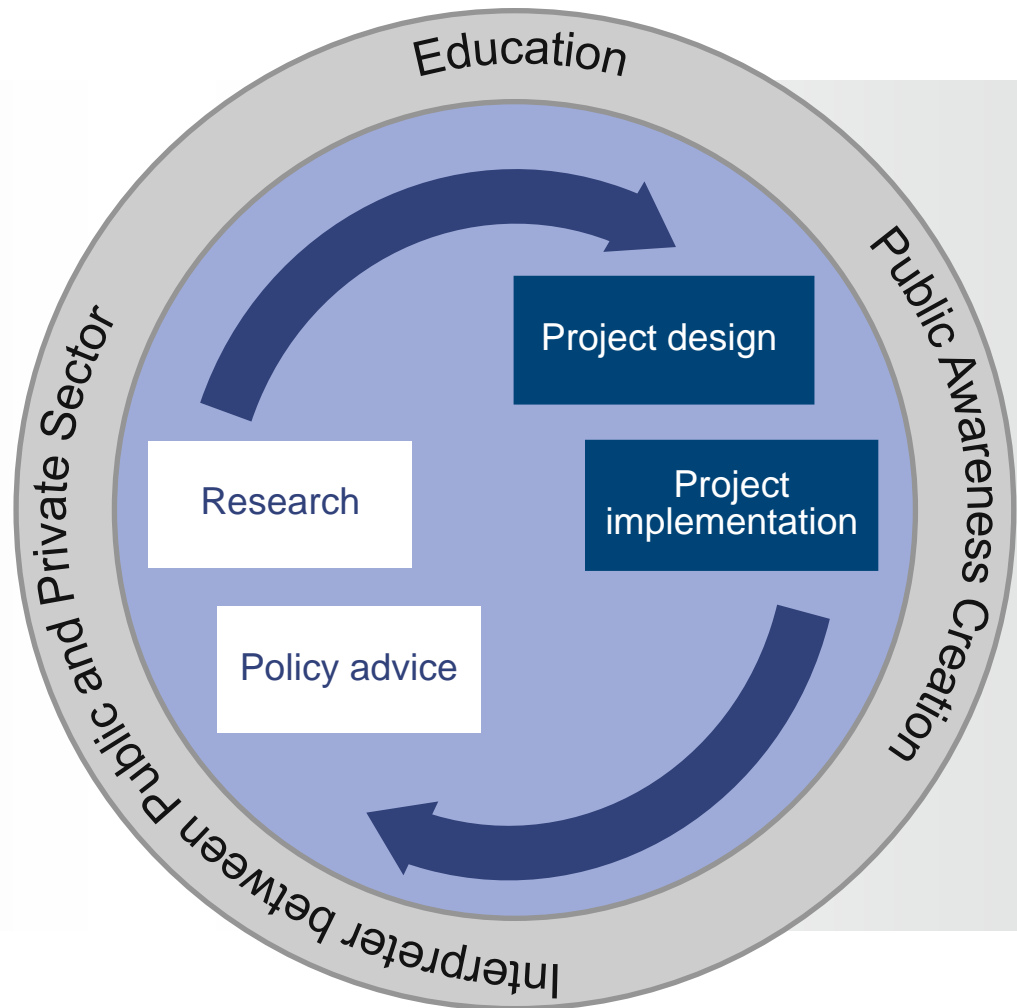 Education
Public Awareness Creation
Interpreter between Public and Private Sector
Project design
Project
implementation
Research
Policy advice